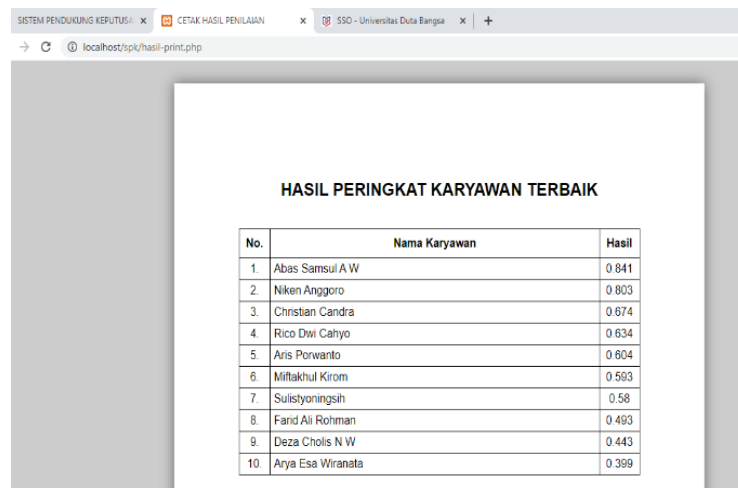 SISTEM PENDUKUNG KEPUTUSA CETAK HASIL PENILAIAN SSO - Universitas Duta Bangsa
localhost/spk/hasil-print.php
HASIL PERINGKAT KARYAWAN TERBAIK
No. Nama Karyawan Hasil
1. Abas Samsul A W 0.841
2. Niken Anggoro 0.803
3. Christian Candra 0.674
4. Rico Dwi Cahyo 0.634
5. Aris Porwanto 0.604
6. Miftakhul Kirom 0.593
7. Sulistyoningsih 0.58
8. Farid Ali Rohman 0.493
9. Deza Cholis N W 0.443
10. Arya Esa Wiranata 0.399